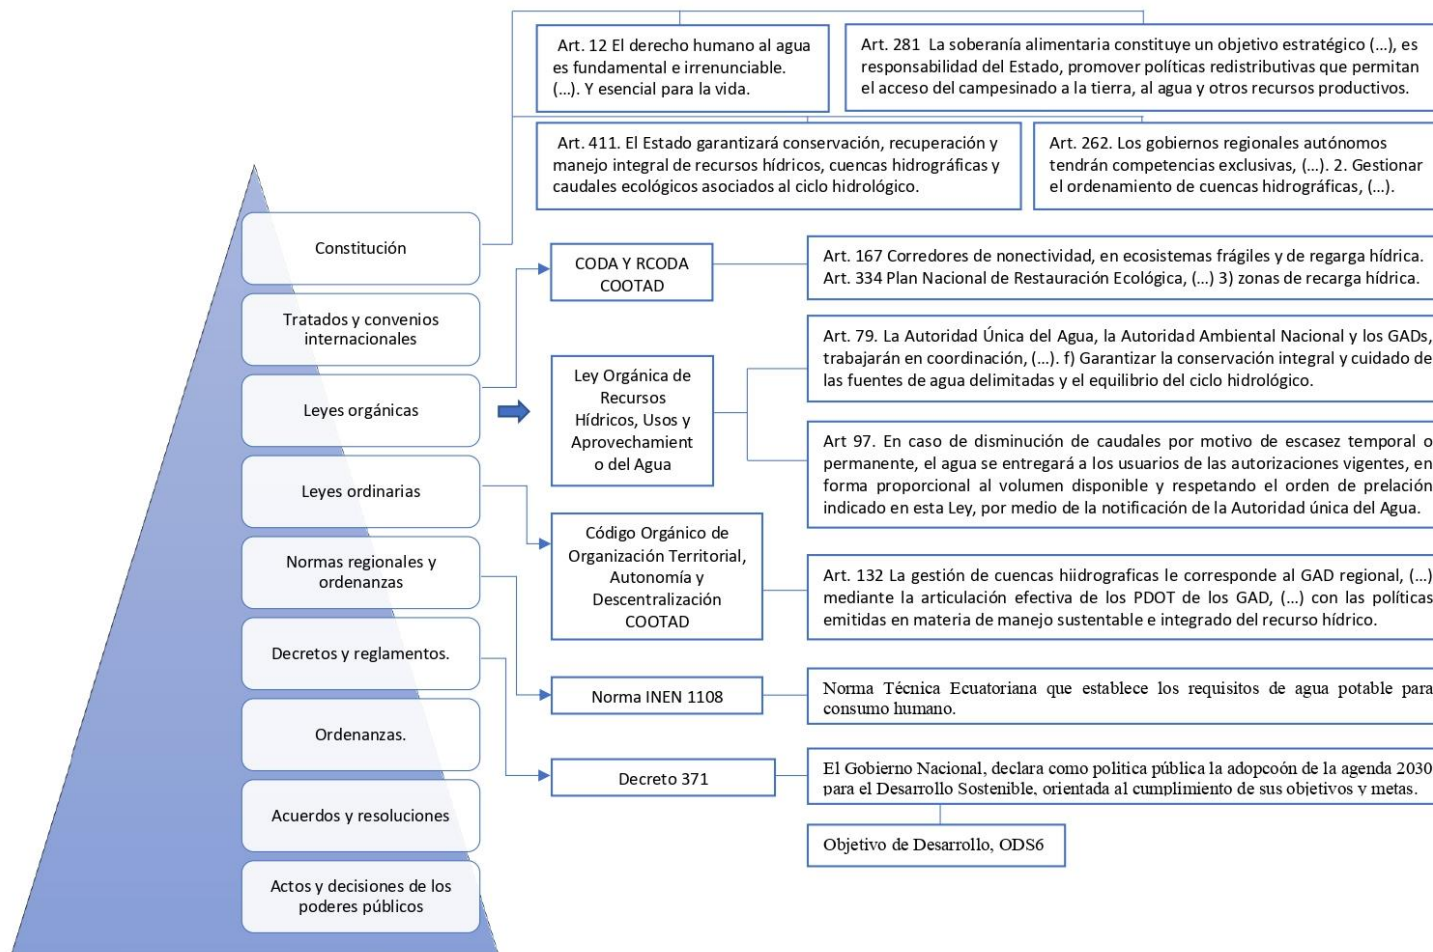 Art. 12 El derecho humano al agua
es fundamental e irrenunciable.
(...). Y esencial para la vida.
Art. 281 La soberanía alimentaria constituye un objetivo estratégico (...), es
responsabilidad del Estado, promover políticas redistributivas que permitan
el acceso del campesinado a la tierra, al agua y otros recursos productivos.
Art. 411. El Estado garantizará conservación, recuperación y
manejo integral de recursos hídricos, cuencas hidrográficas y
caudales ecológicos asociados al ciclo hidrológico.
Art. 262. Los gobiernos regionales autónomos
tendrán competencias exclusivas, (...). 2. Gestionar
el ordenamiento de cuencas hidrográficas, (...).
Constitución
Tratados y convenios
internacionales
Leyes orgánicas
Leyes ordinarias
Normas regionales y
ordenanzas
Decretos y reglamentos.
Ordenanzas.
Acuerdos y resoluciones
Actos y decisiones de los
poderes públicos
CODA Y RCODA
COOTAD
Art. 167 Corredores de nonectividad, en ecosistemas frágiles y de regarga hídrica.
Art. 334 Plan Nacional de Restauración Ecológica, (...) 3) zonas de recarga hídrica.
Ley Orgánica de
Recursos
Hídricos, Usos y
Aprovechamient
o del Agua
Art. 79. La Autoridad Única del Agua, la Autoridad Ambiental Nacional y los GADs,
trabajarán en coordinación, (...). f) Garantizar la conservación integral y cuidado de
las fuentes de agua delimitadas y el equilibrio del ciclo hidrológico.
Art 97. En caso de disminución de caudales por motivo de escasez temporal o
permanente, el agua se entregará a los usuarios de las autorizaciones vigentes, en
forma proporcional al volumen disponible y respetando el orden de prelación
indicado en esta Ley, por medio de la notificación de la Autoridad única del Agua.
Código Orgánico de
Organización Territorial,
Autonomía y
Descentralización
COOTAD
Art. 132 La gestión de cuencas hiidrograficas le corresponde al GAD regional, (...)
mediante la articulación efectiva de los PDOT de los GAD, (...) con las políticas
emitidas en materia de manejo sustentable e integrado del recurso hídrico.
Norma INEN 1108
Norma Técnica Ecuatoriana que establece los requisitos de agua potable para
consumo humano.
Decreto 371
El Gobierno Nacional, declara como politica pública la adopcoón de la agenda 2030
para el Desarrollo Sostenible, orientada al cumplimiento de sus objetivos y metas.
Objetivo de Desarrollo, ODS6